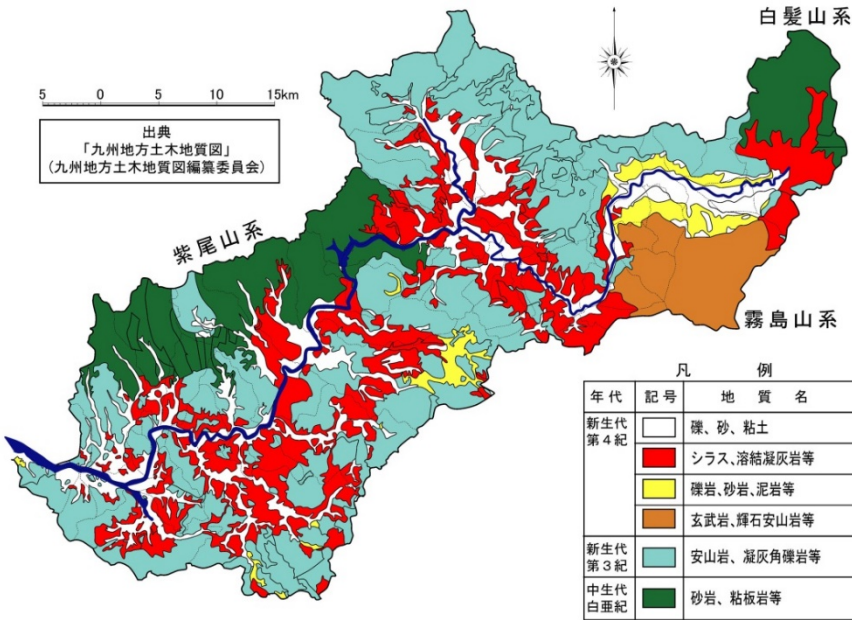 白髪山系
5 0 5 10 15km
出典
「九州地方土木地質図」
（九州地方土木地質図編纂委員会）
紫尾山系
霧島山系
凡 例
年代 記号 地質名
新生代
第4紀
礫、砂、粘土
シラス、溶結凝灰岩等
礫岩、砂岩、泥岩等
玄武岩、輝石安山岩等
新生代
第3紀
安山岩、凝灰角礫岩等
中生代
白亜紀
砂岩、粘板岩等